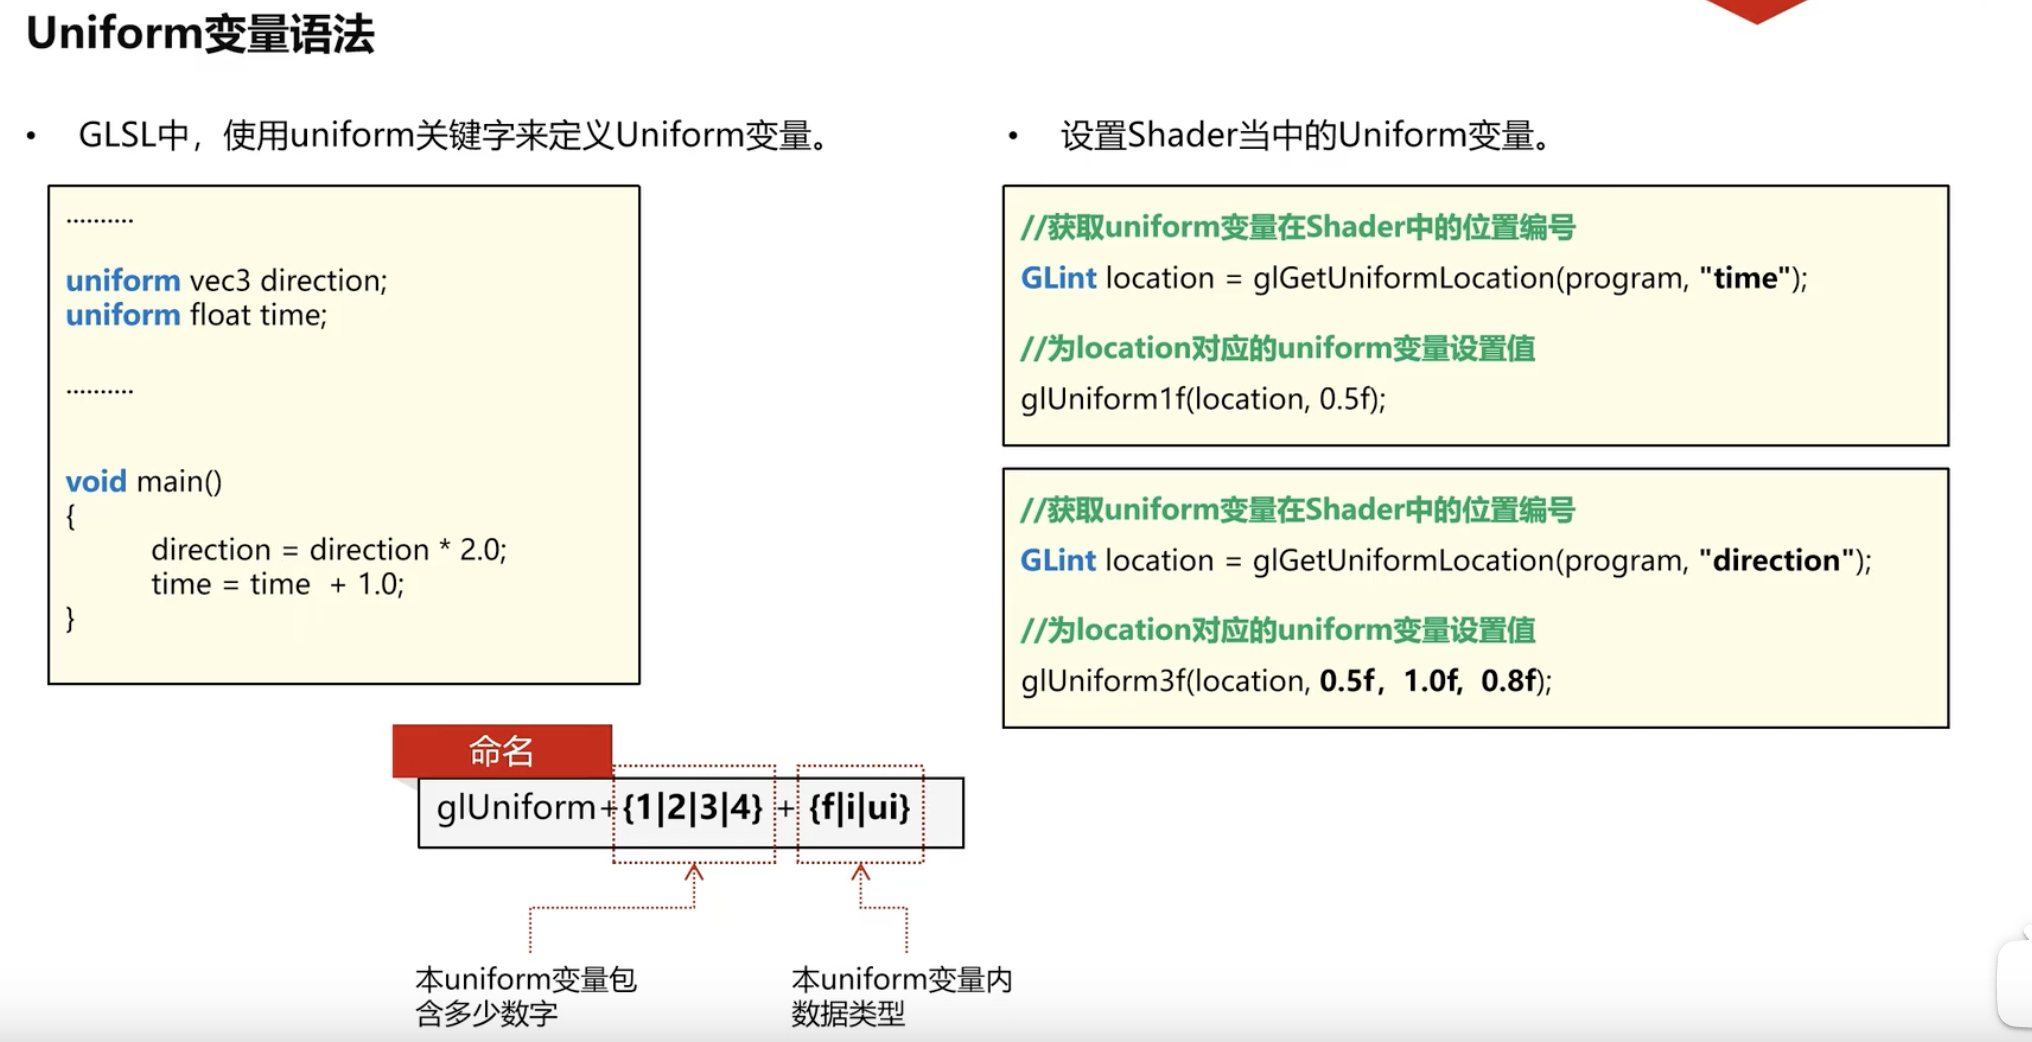 Uniform变量语法
• GLSL中，使用uniform关键字来定义Uniform变量。
..........
uniform vec3 direction;
uniform float time;
..........
void main()
{
direction = direction * 2.0;
time = time + 1.0;
}
• 设置Shader当中的Uniform变量。
//获取uniform变量在Shader中的位置编号
GLint location = glGetUniformLocation(program, "time");
//为location对应的uniform变量设置值
glUniform1f(location, 0.5f);
//获取uniform变量在Shader中的位置编号
GLint location = glGetUniformLocation(program, "direction");
//为location对应的uniform变量设置值
glUniform3f(location, 0.5f，1.0f, 0.8f);
命名
glUniform+{1|2|3|4} + {f|i|ui}
本uniform变量包
含多少数字
本uniform变量内
数据类型